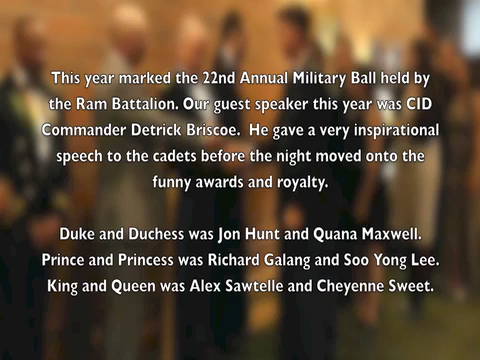 This year marked the 22nd Annual Military Ball held by
the Ram Battalion. Our guest speaker this year was CID
Commander Detrick Briscoe.  He gave a very inspirational
speech to the cadets before the night moved onto the
funny awards and royalty.
Duke and Duchess was Jon Hunt and Quana Maxwell.
Prince and Princess was Richard Galang and Soo Yong Lee.
King and Queen was Alex Sawtelle and Cheyenne Sweet.